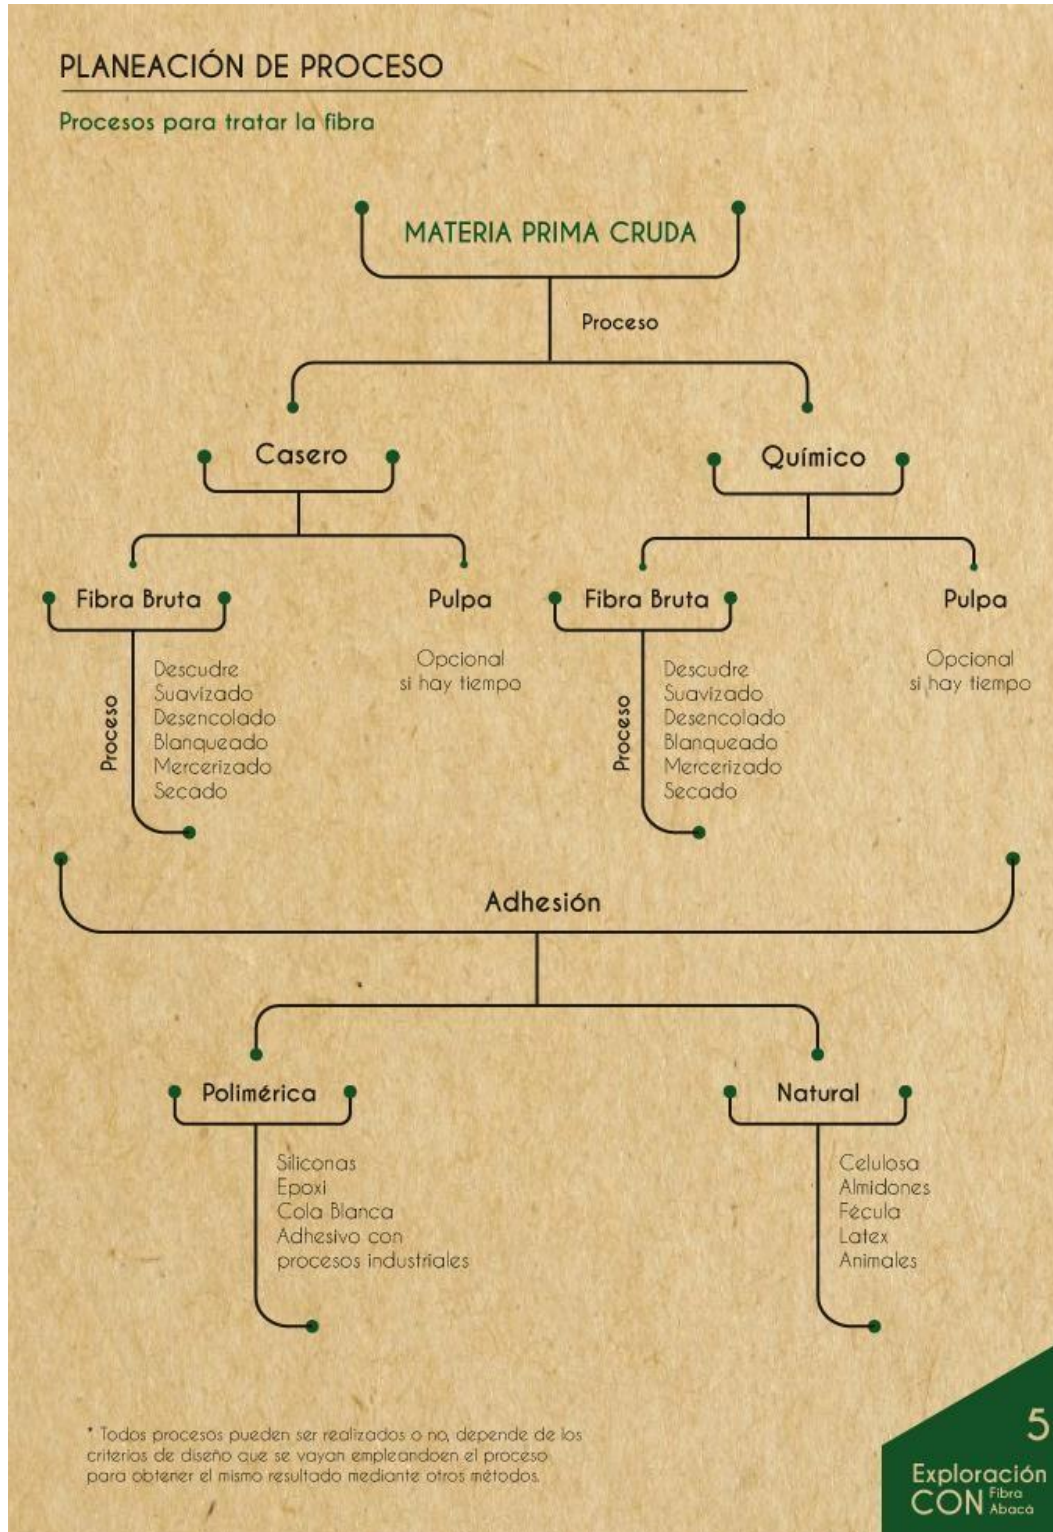 PLANEACIÓN DE PROCESO
Procesos para tratar la fibra
MATERIA PRIMA CRUDA
Proceso
Casero
Químico
Fibra Bruta
Pulpa
Fibra Bruta
Pulpa
Proceso
Descudre
Suavizado
Desencolado
Blanqueado
Mercerizado
Secado
Opcional
si hay tiempo
Proceso
Descudre
Suavizado
Desencolado
Blanqueado
Mercerizado
Secado
Opcional
si hay tiempo
Adhesión
Polimérica
Natural
Siliconas
Epoxi
Cola Blanca
Adhesivo con
procesos industriales
Celulosa
Almidones
Fécula
Latex
Animales
* Todos procesos pueden ser realizados o no, depende de los
criterios de diseño que se vayan empleandoen el proceso
para obtener el mismo resultado mediante otros métodos.
5
Exploración
CON Fibra
Abacá